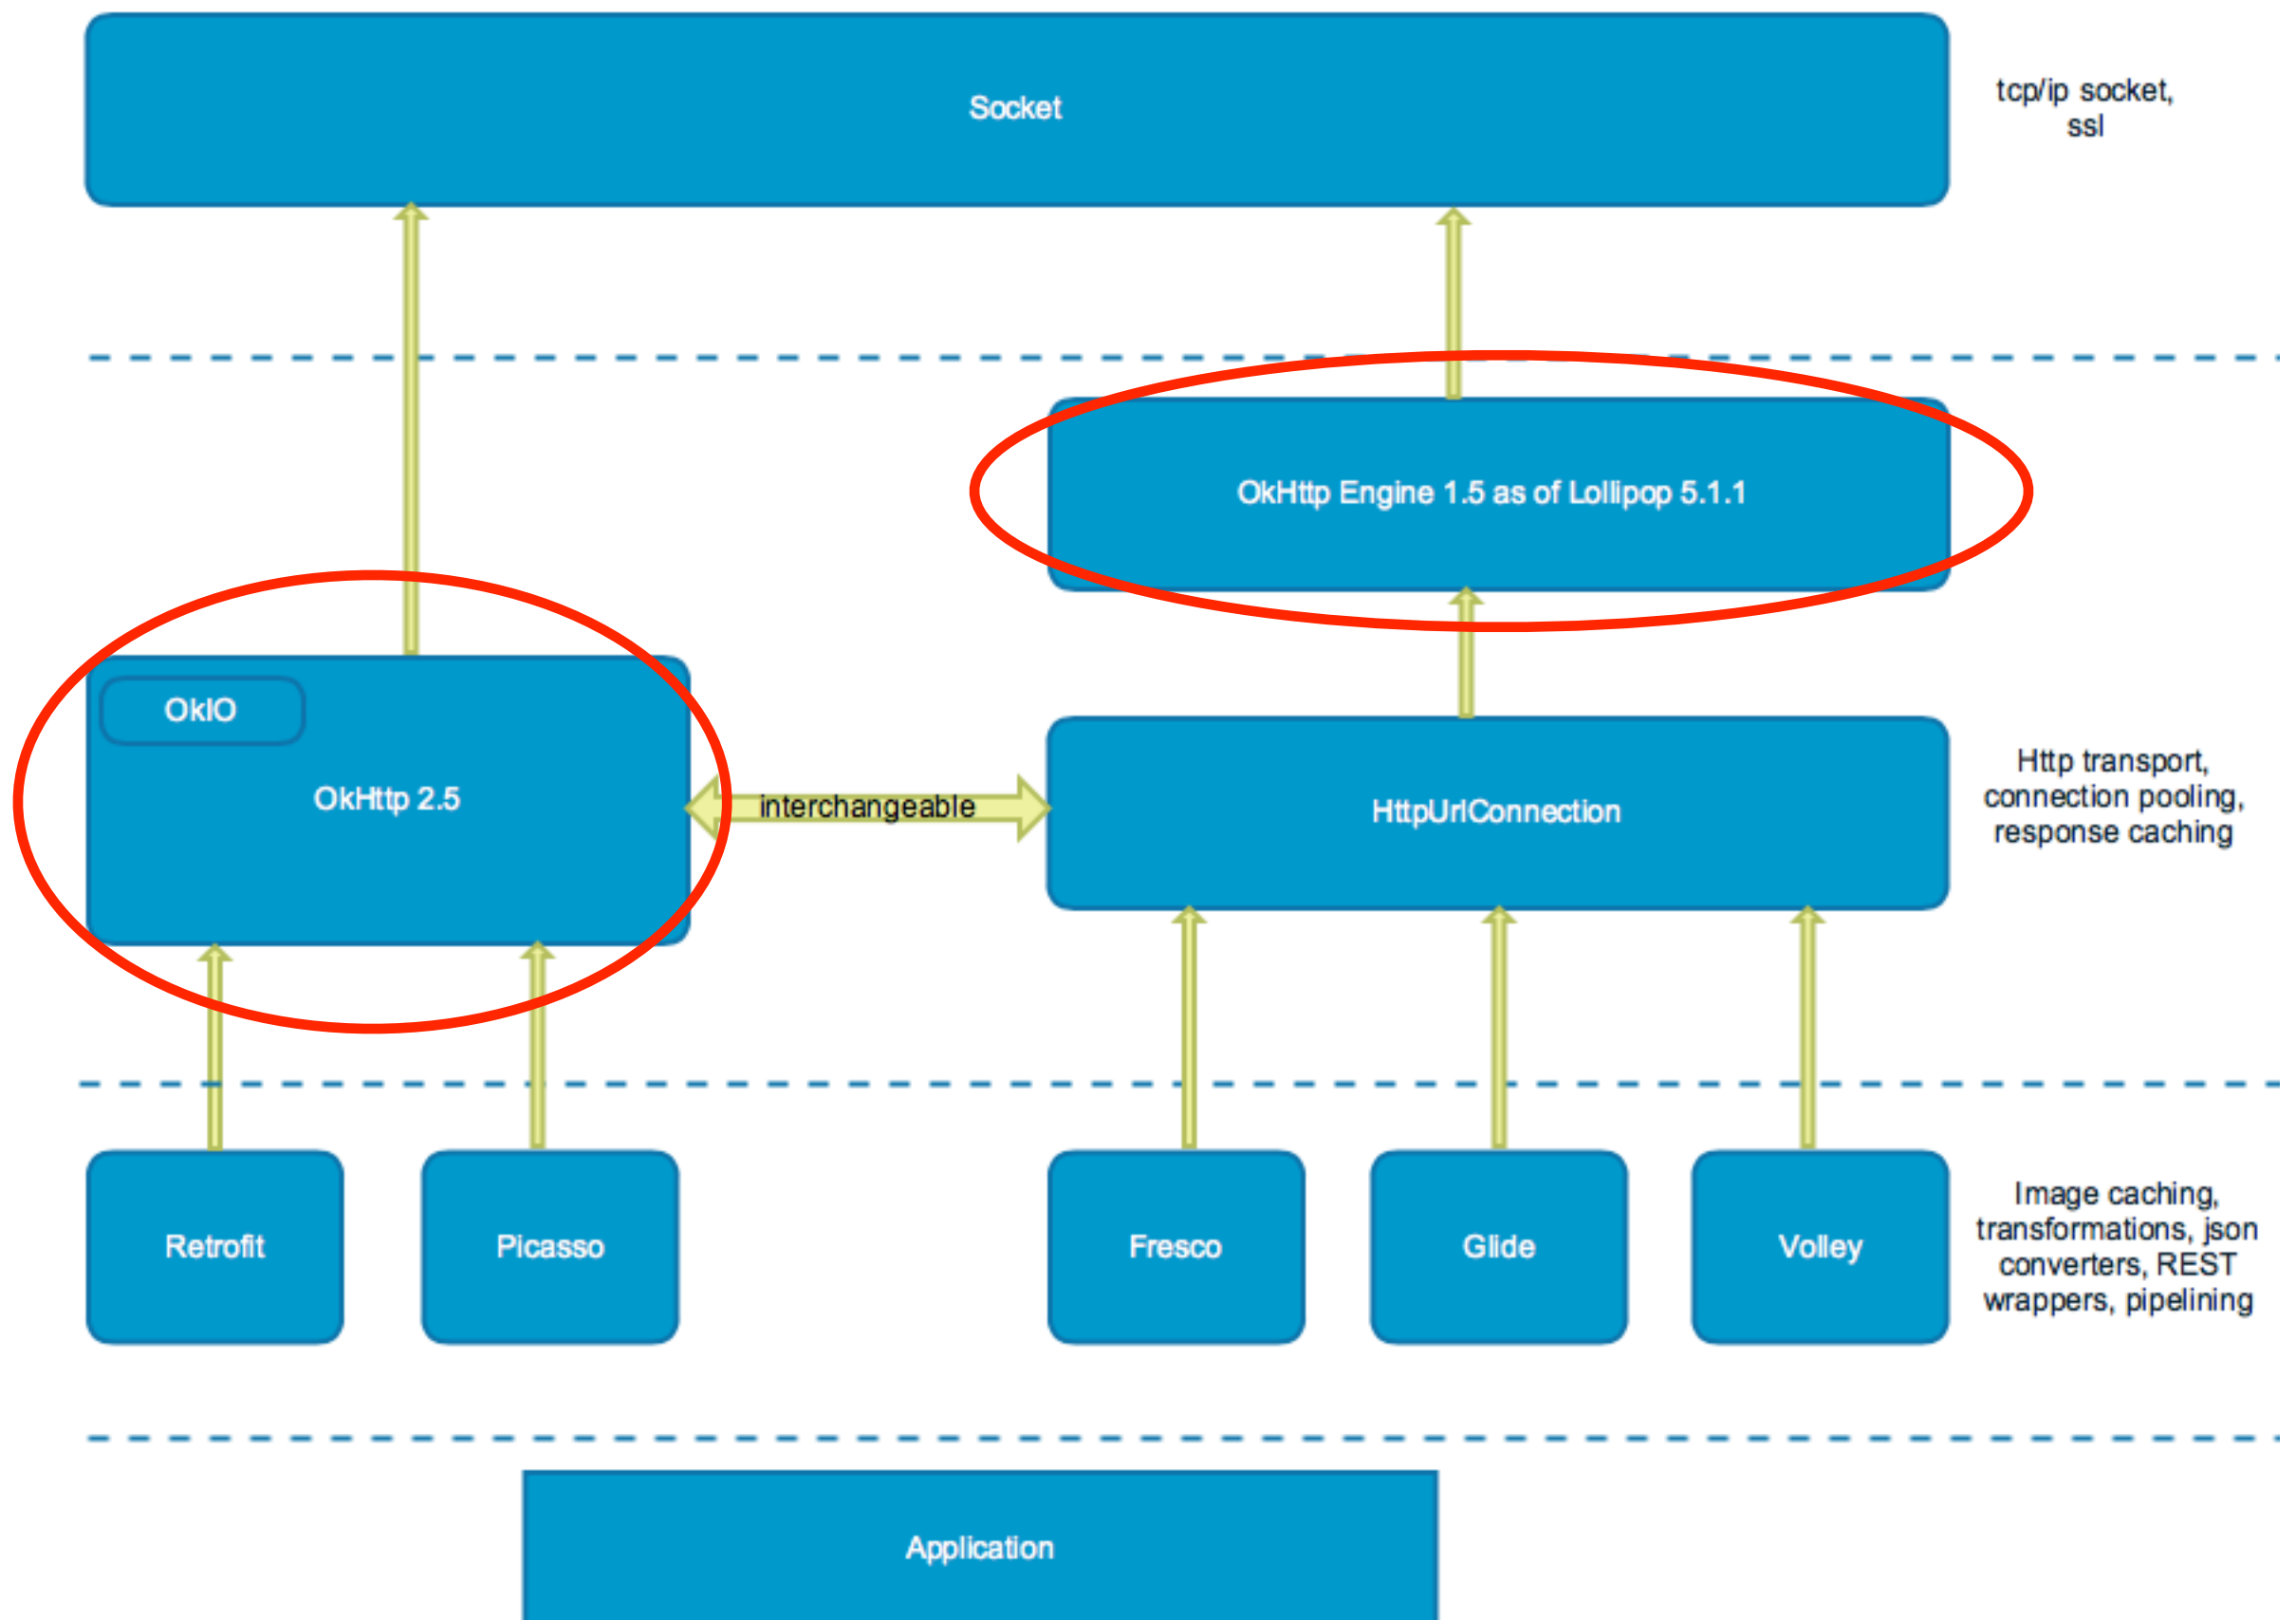 Socket
tcp/ip socket,
ssl
OkHttp Engine 1.5 as of Lollipop 5.1.1
OkIO
OkHttp 2.5
interchangeable
HttpUrlConnection
Http transport,
connection pooling,
response caching
Retrofit
Picasso
Fresco
Glide
Volley
Image caching,
transformations, json
converters, REST
wrappers, pipelining
Application